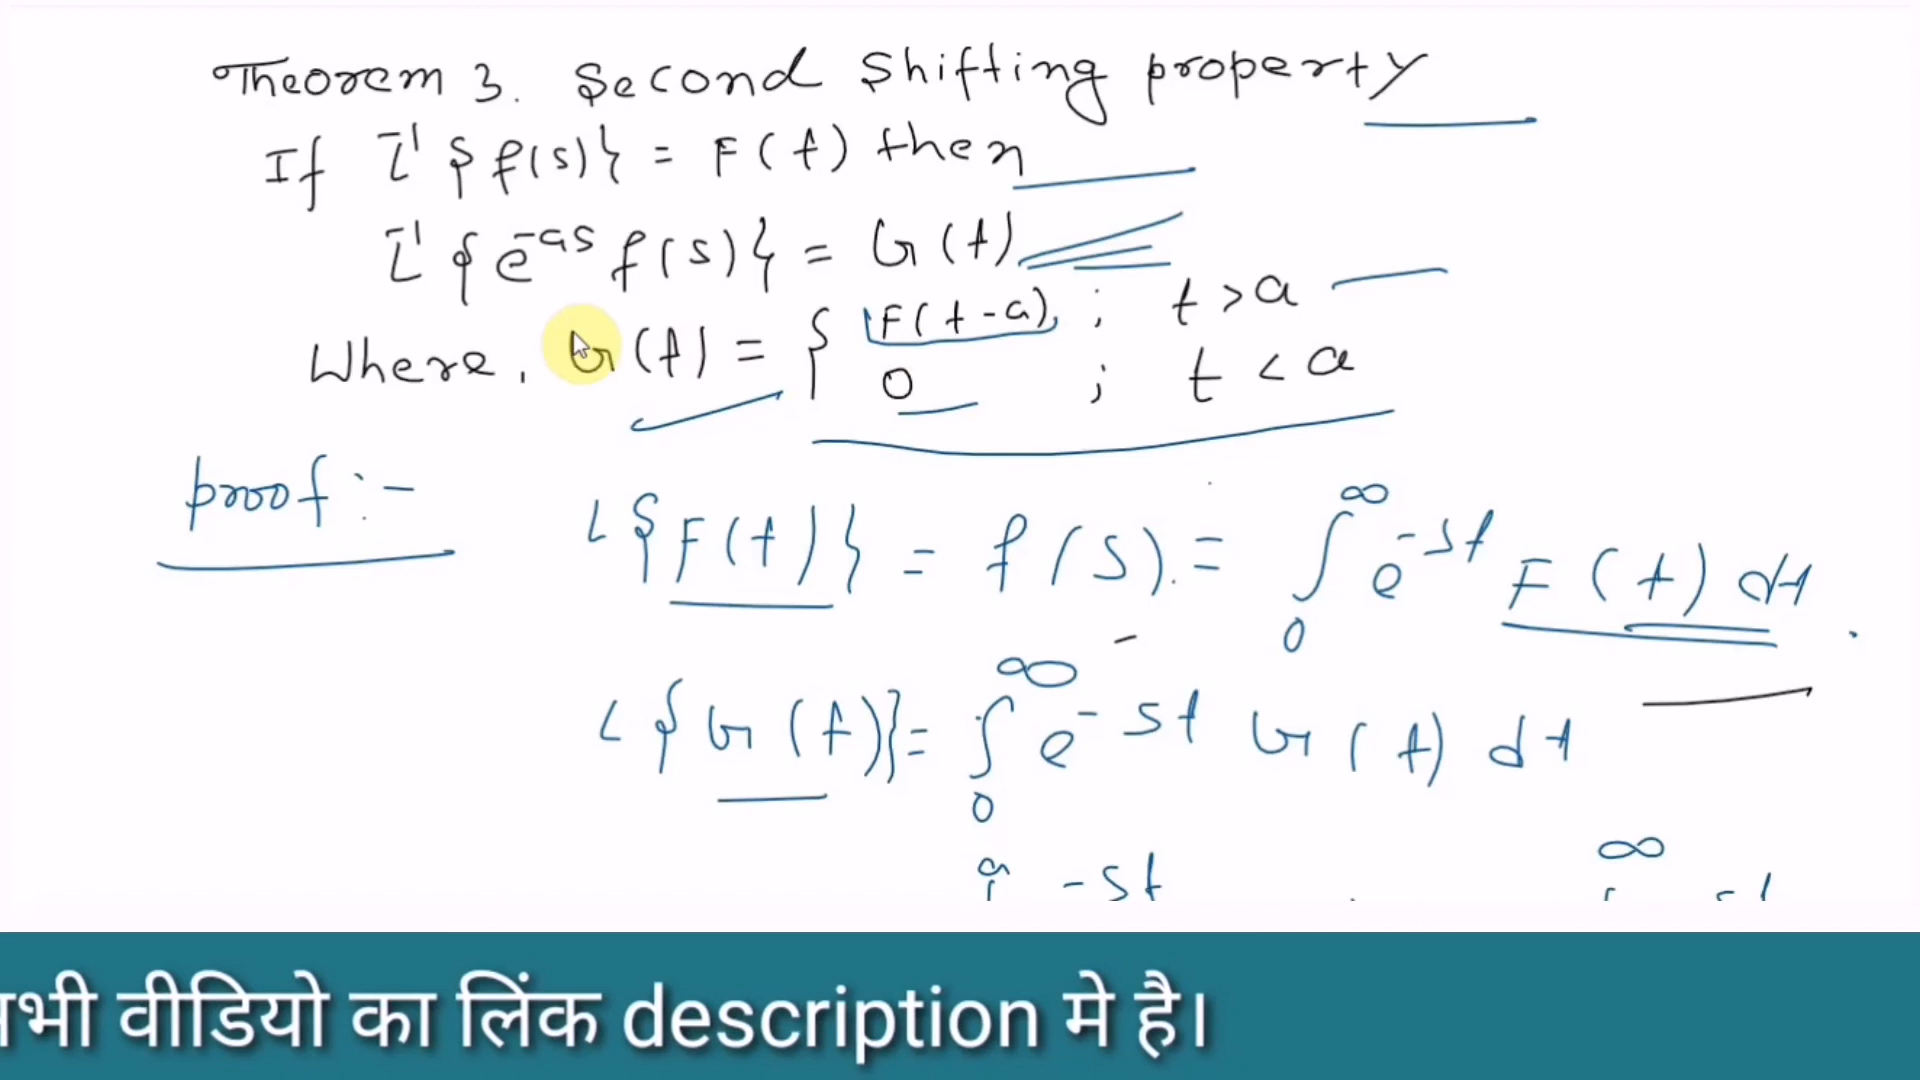 Theorem 3. Second Shifting property
If L⁻¹{f(s)} = F(t) then
L⁻¹{e^-as f(s)} = G(t)
Where, G(t) = { F(t-a) ; t>a
0 ; t<a
proof:-
L{F(t)} = f(s) = ∫₀^∞ e^-st F(t) dt.
L{G(t)} = ∫₀^∞ e^-st G(t) dt
a -st ∞
वीडियो का लिंक description मे है।